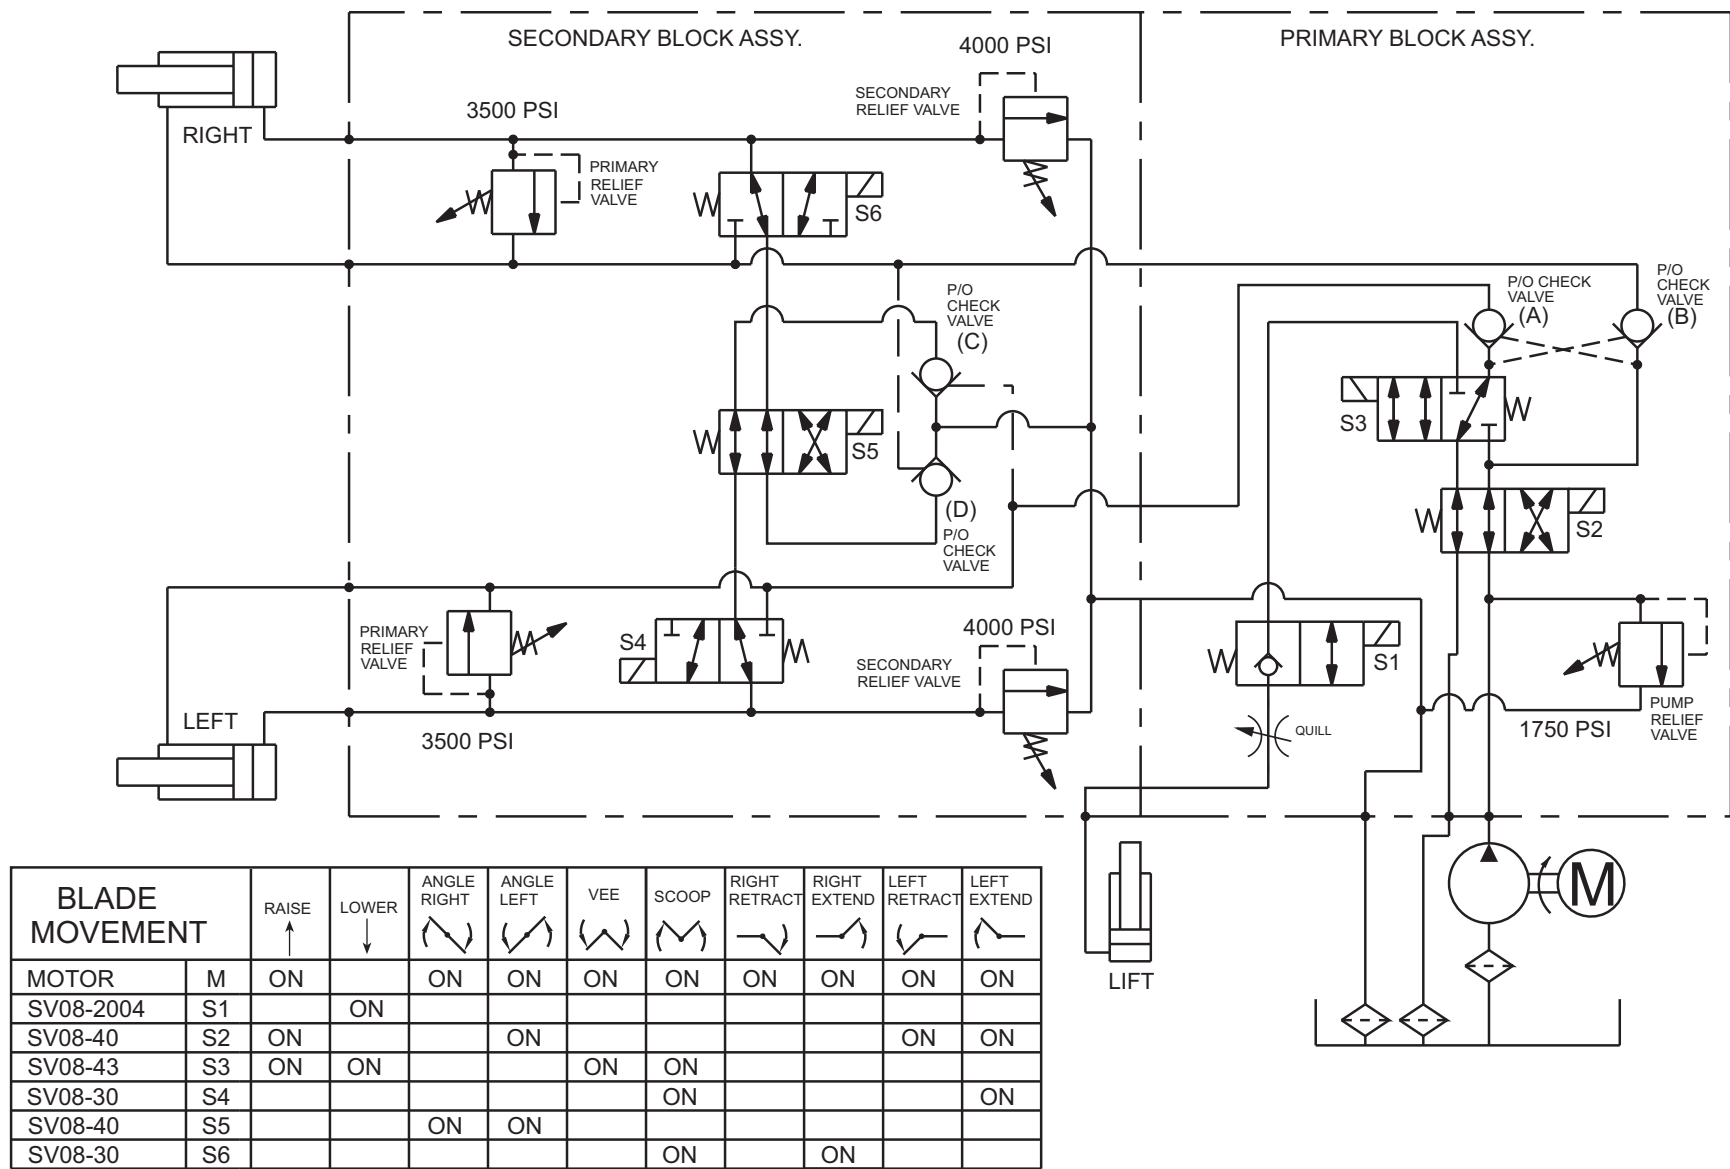 SECONDARY BLOCK ASSY.
PRIMARY BLOCK ASSY.
4000 PSI
SECONDARY
RELIEF VALVE
3500 PSI
RIGHT
PRIMARY
RELIEF
VALVE
S6
P/O
CHECK
VALVE
(C)
P/O CHECK
VALVE
(A)
P/O
CHECK
VALVE
(B)
S3
S5
(D)
P/O
CHECK
VALVE
S2
PRIMARY
RELIEF
VALVE
S4
4000 PSI
SECONDARY
RELIEF VALVE
S1
LEFT
3500 PSI
QUILL
1750 PSI
PUMP
RELIEF
VALVE
M
LIFT
BLADE
MOVEMENT
RAISE
LOWER
ANGLE
RIGHT
ANGLE
LEFT
VEE
SCOOP
RIGHT
RETRACT
RIGHT
EXTEND
LEFT
RETRACT
LEFT
EXTEND
MOTOR M ON ON ON ON ON ON ON ON ON
SV08-2004 S1 ON
SV08-40 S2 ON ON ON ON
SV08-43 S3 ON ON ON ON
SV08-30 S4 ON ON
SV08-40 S5 ON ON
SV08-30 S6 ON ON